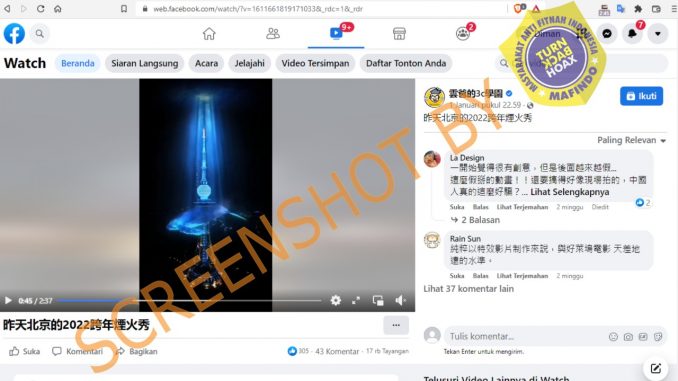 web.facebook.com/watch/?v=1611661819171033&_rdc=1&_rdr
9+
2
Diman
7
Watch
Beranda
Siaran Langsung
Acara
Jelajahi
Video Tersimpan
Daftar Tonton Anda
MASYARAKAT ANTI FITNAH INDONESIA
TURN BACK HOAX
MAFINDO
SCREENSHOT BY
雲爸的3c學園
1 Januari pukul 22.59
Ikuti
昨天北京的2022跨年煙火秀
Paling Relevan
La Design
一開始覺得很有創意，但是後面越來越假...
這麼假掰的動畫！！還要搞得好像現場拍的，中國
人真的這麼好騙？... Lihat Selengkapnya
Suka Balas Lihat Terjemahan 2 minggu Diedit
2
2 Balasan
Rain Sun
純粹以特效影片制作來說，與好萊塢電影 天差地
遠的水準。
Suka Balas Lihat Terjemahan 2 minggu
Lihat 37 komentar lain
0:45 / 2:37
昨天北京的2022跨年煙火秀
Suka Komentari Bagikan
305 · 43 Komentar · 17 rb Tayangan
Tulis komentar...
Tekan Enter untuk mengirim.
Telusuri Video Lainnya di Watch